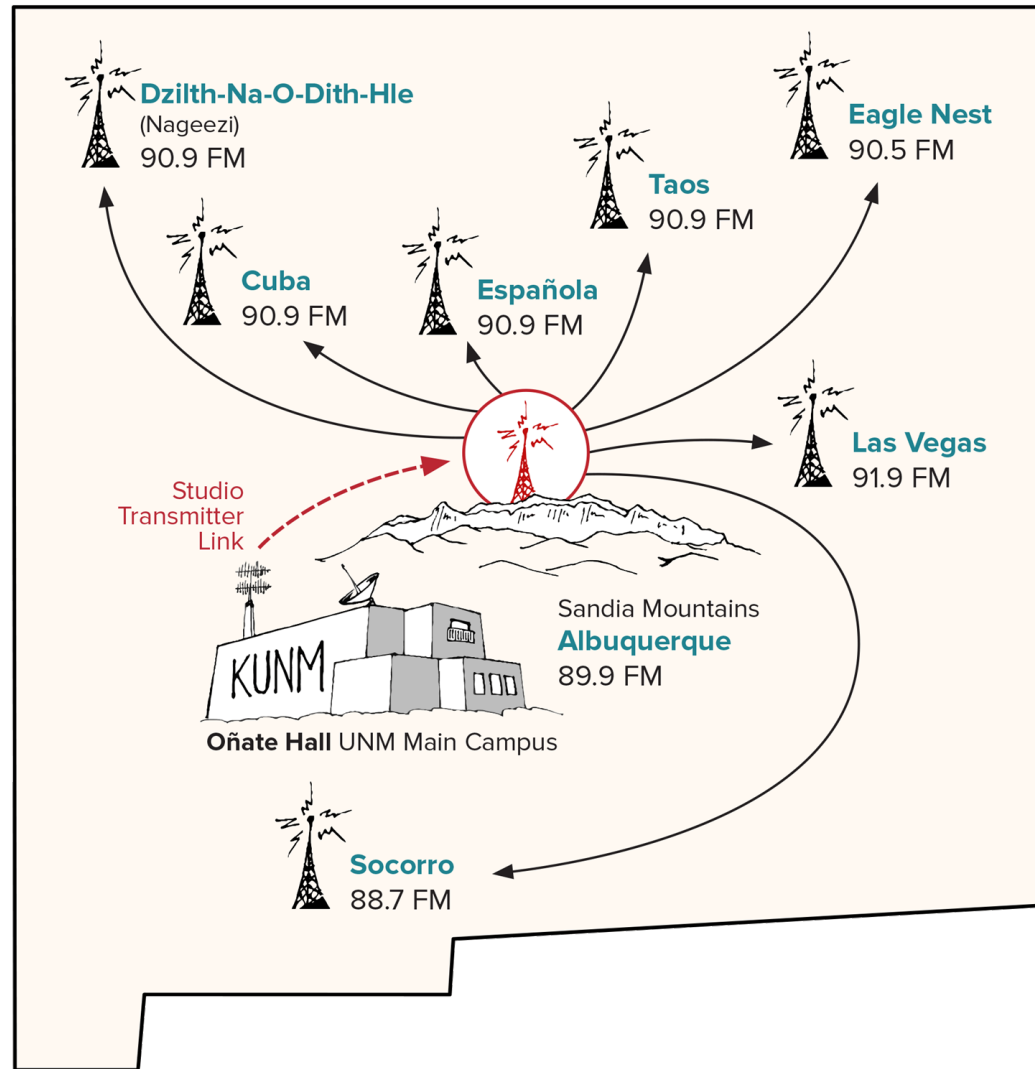 Dzilth-Na-O-Dith-Hle
(Nageezi)
90.9 FM
Eagle Nest
90.5 FM
Taos
90.9 FM
Cuba
90.9 FM
Española
90.9 FM
Las Vegas
91.9 FM
Studio
Transmitter
Link
Sandia Mountains
Albuquerque
89.9 FM
KUNM
Oñate Hall UNM Main Campus
Socorro
88.7 FM